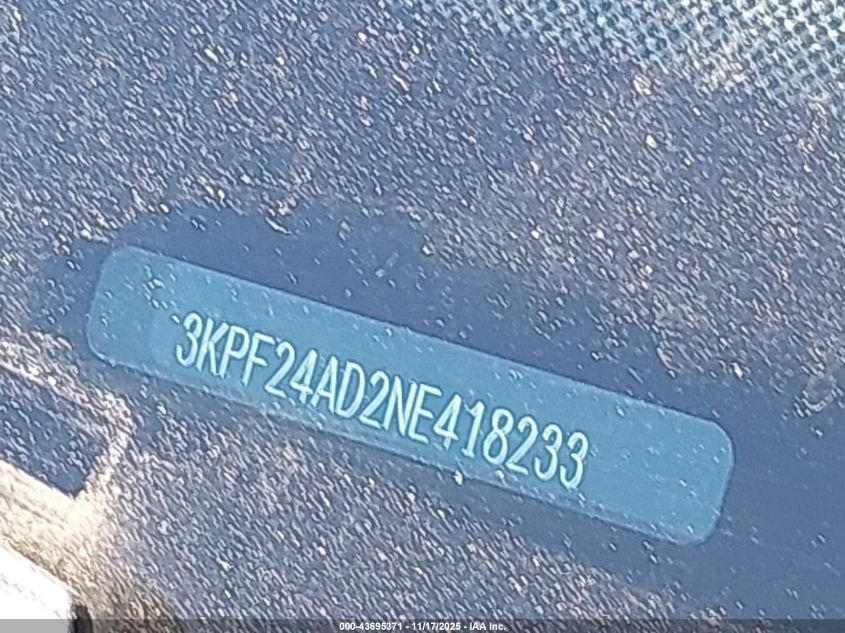 3KPF24AD2NE418233
000-43695371 - 11/17/2025 - IAA Inc.